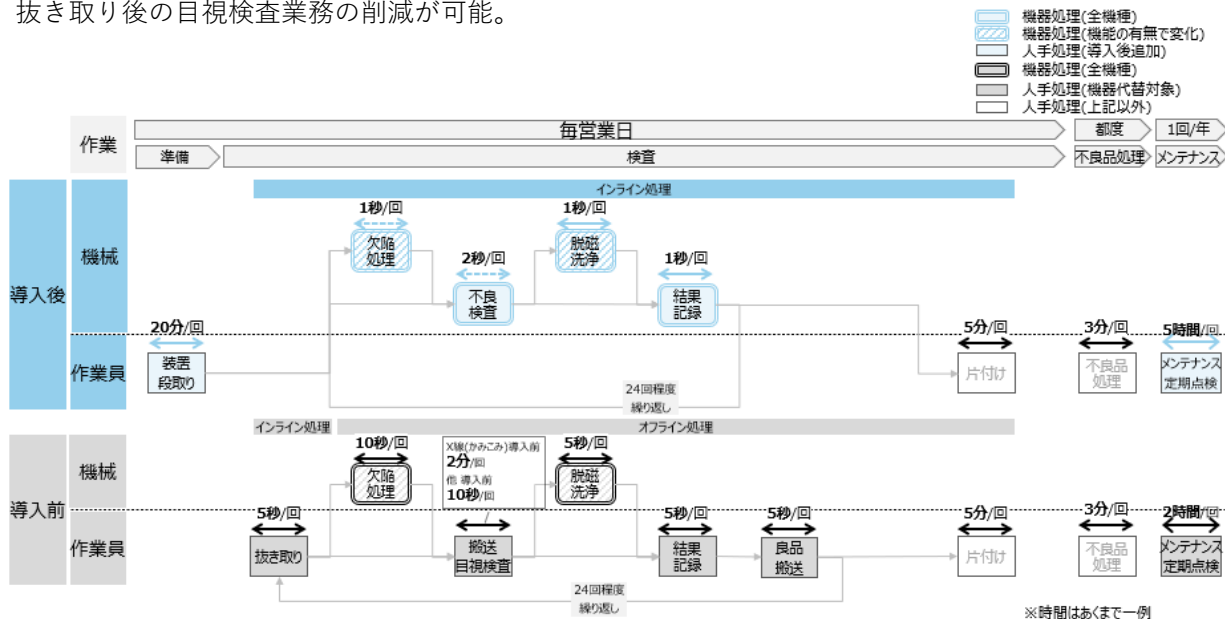 抜き取り後の目視検査業務の削減が可能。
機器処理(全機種)
機器処理(機能の有無で変化)
人手処理(導入後追加)
機器処理(全機種)
人手処理(機器代替対象)
人手処理(上記以外)
作業
毎営業日
都度
1回/年
準備
検査
不良品処理
メンテナンス
導入後
機械
作業員
インライン処理
1秒/回
欠陥
処理
2秒/回
不良
検査
1秒/回
脱磁
洗浄
1秒/回
結果
記録
20分/回
装置
段取り
5分/回
片付け
3分/回
不良品
処理
5時間/回
メンテナンス
定期点検
24回程度
繰り返し
導入前
機械
作業員
インライン処理
オフライン処理
10秒/回
欠陥
処理
X線(かみこみ)導入前
2分/回
他 導入前
10秒/回
5秒/回
脱磁
洗浄
5秒/回
抜き取り
搬送
目視検査
5秒/回
結果
記録
5秒/回
良品
搬送
5分/回
片付け
3分/回
不良品
処理
2時間/回
メンテナンス
定期点検
24回程度
繰り返し
※時間はあくまで一例